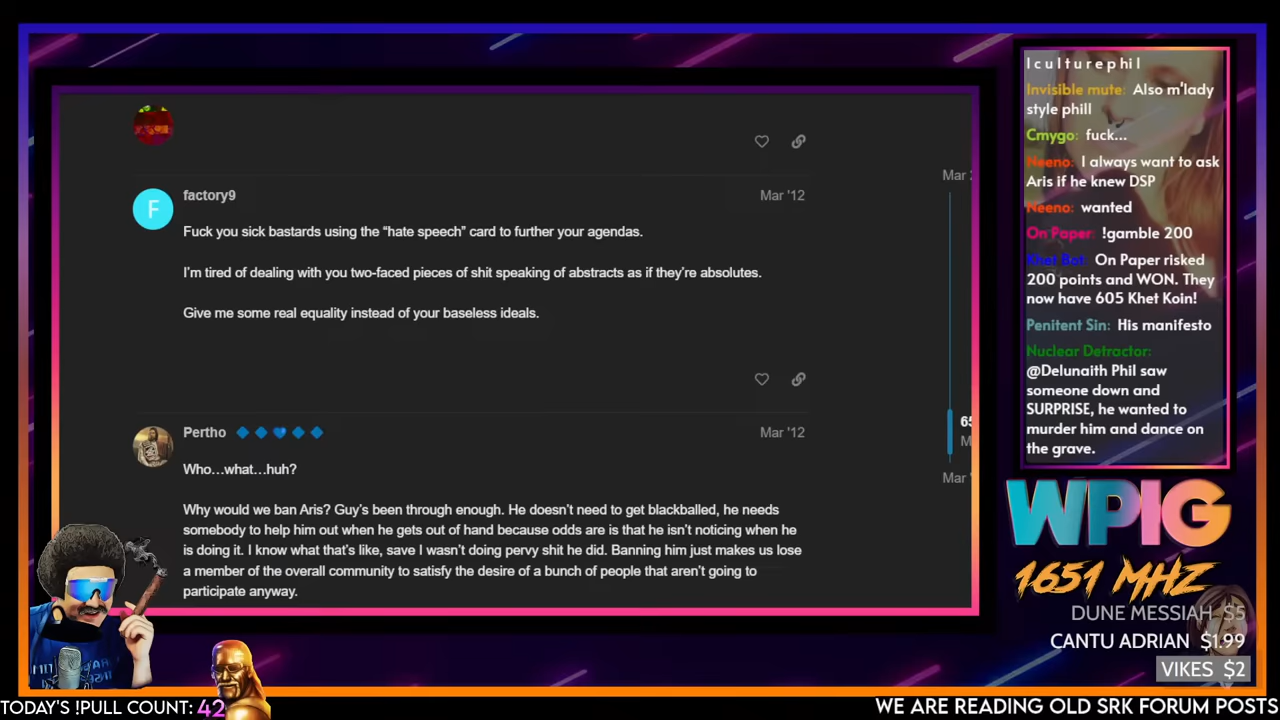 factory9
Mar '12
Fuck you sick bastards using the “hate speech” card to further your agendas.
I’m tired of dealing with you two-faced pieces of shit speaking of abstracts as if they’re absolutes.
Give me some real equality instead of your baseless ideals.
F
Pertho
Mar '12
Who…what…huh?
Why would we ban Aris? Guy’s been through enough. He doesn’t need to get blackballed, he needs
somebody to help him out when he gets out of hand because odds are is that he isn’t noticing when he
is doing it. I know what that’s like, save I wasn’t doing pervy shit he did. Banning him just makes us lose
a member of the overall community to satisfy the desire of a bunch of people that aren’t going to
participate anyway.
Mar
Mar
l c u l t u r e p h i l
Invisible mute: Also m'lady
style phill
Cmygo: fuck...
Neeno: I always want to ask
Aris if he knew DSP
Neeno: wanted
On Paper: !gamble 200
Khet Bot: On Paper risked
200 points and WON. They
now have 605 Khet Koin!
Penitent Sin: His manifesto
Nuclear Detractor:
@Delunaith Phil saw
someone down and
SURPRISE, he wanted to
murder him and dance on
the grave.
WPIG
1651 MHZ
DUNE MESSIAH $5
CANTU ADRIAN $1.99
VIKES $2
TODAY'S !PULL COUNT: 42
WE ARE READING OLD SRK FORUM POSTS